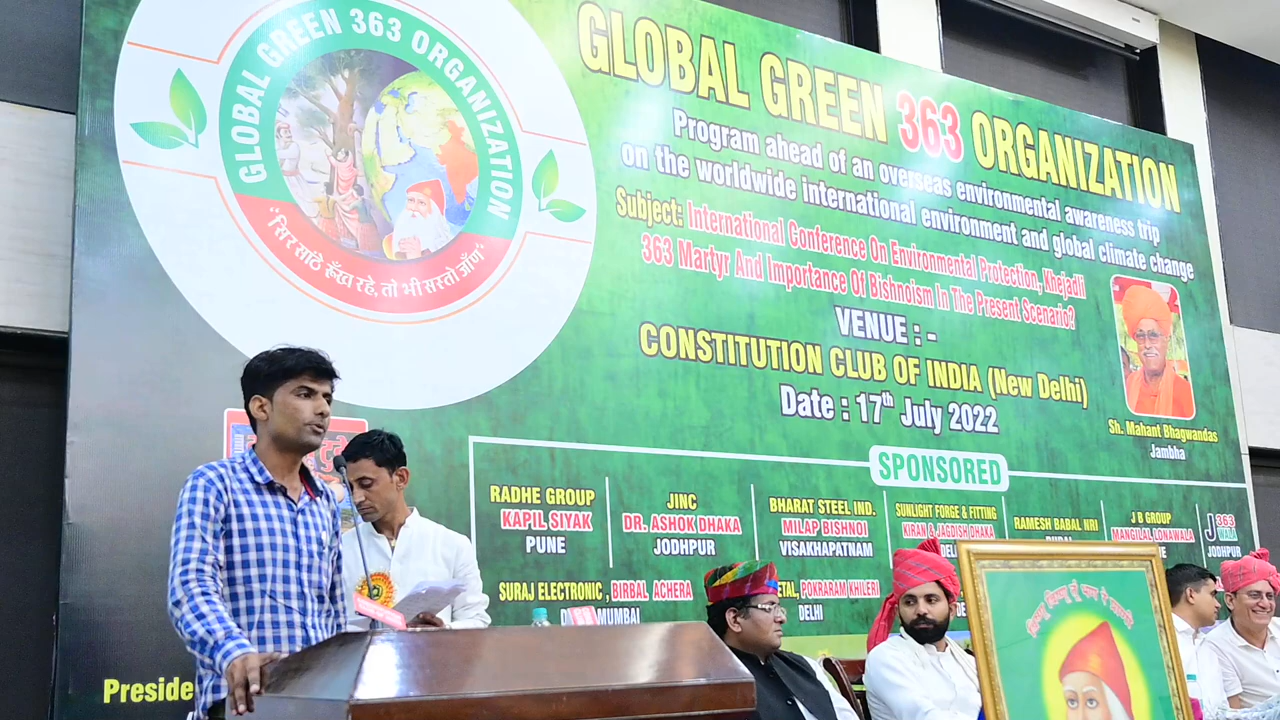 GLOBAL GREEN 363 ORGANIZATION
"सिर सांठे रूँख रहे, तो भी सस्तो जाँण"
GLOBAL GREEN 363 ORGANIZATION
Program ahead of an overseas environmental awareness trip
on the worldwide international environment and global climate change
Subject: International Conference On Environmental Protection, Khejadli
363 Martyr And Importance Of Bishnoism In The Present Scenario?
VENUE : -
CONSTITUTION CLUB OF INDIA (New Delhi)
Date : 17th July 2022
Sh. Mahant Bhagwandas
Jambha
SPONSORED
RADHE GROUP
KAPIL SIYAK
PUNE
JINC
DR. ASHOK DHAKA
JODHPUR
BHARAT STEEL IND.
MILAP BISHNOI
VISAKHAPATNAM
SUNLIGHT FORGE & FITTING
KIRAN & JAGDISH DHAKA
RAMESH BABAL NRI
J B GROUP
MANGILAL LONAWALA
J 363
WALA
JODHPUR
SURAJ ELECTRONIC , BIRBAL ACHERA
MUMBAI
POKRARAM KHILERI
DELHI
Preside